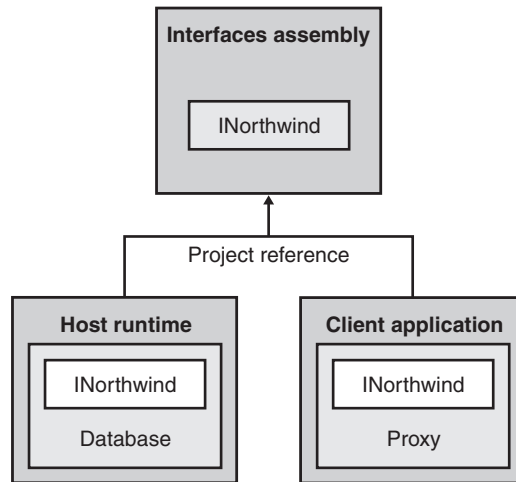 Interfaces assembly
INorthwind
Project reference
Host runtime
INorthwind
Database
Client application
INorthwind
Proxy